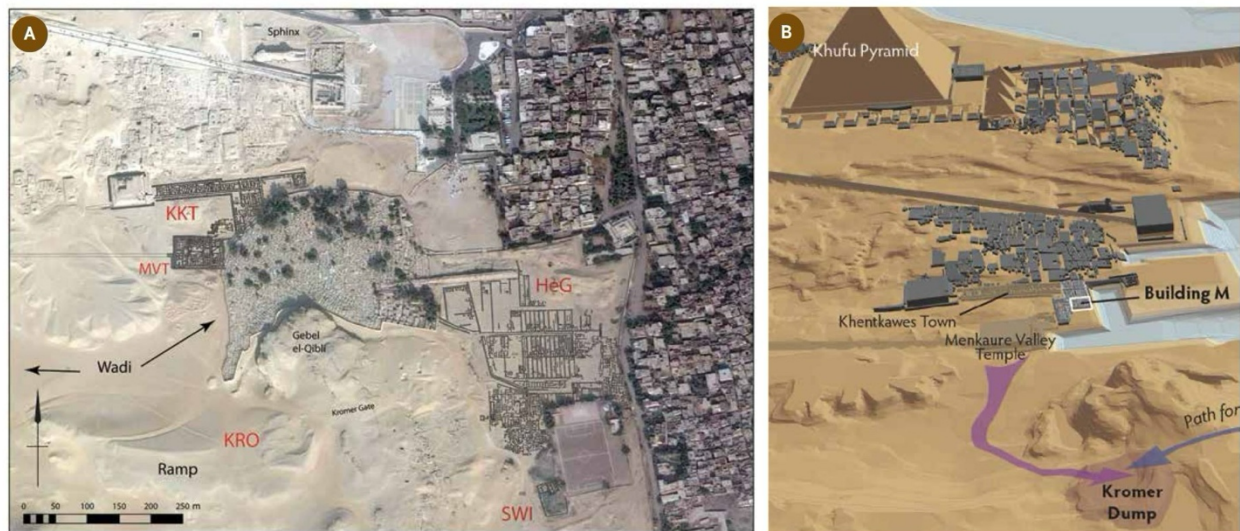 A
Sphinx
KKT
MVT
HeG
Gebel
el-Qibli
Wadi
Kromer Gate
KRO
Ramp
0 50 100 150 200 250 m
SWI
B
Khufu Pyramid
Building M
Khentkawes Town
Menkaure Valley
Temple
Path for
Kromer
Dump